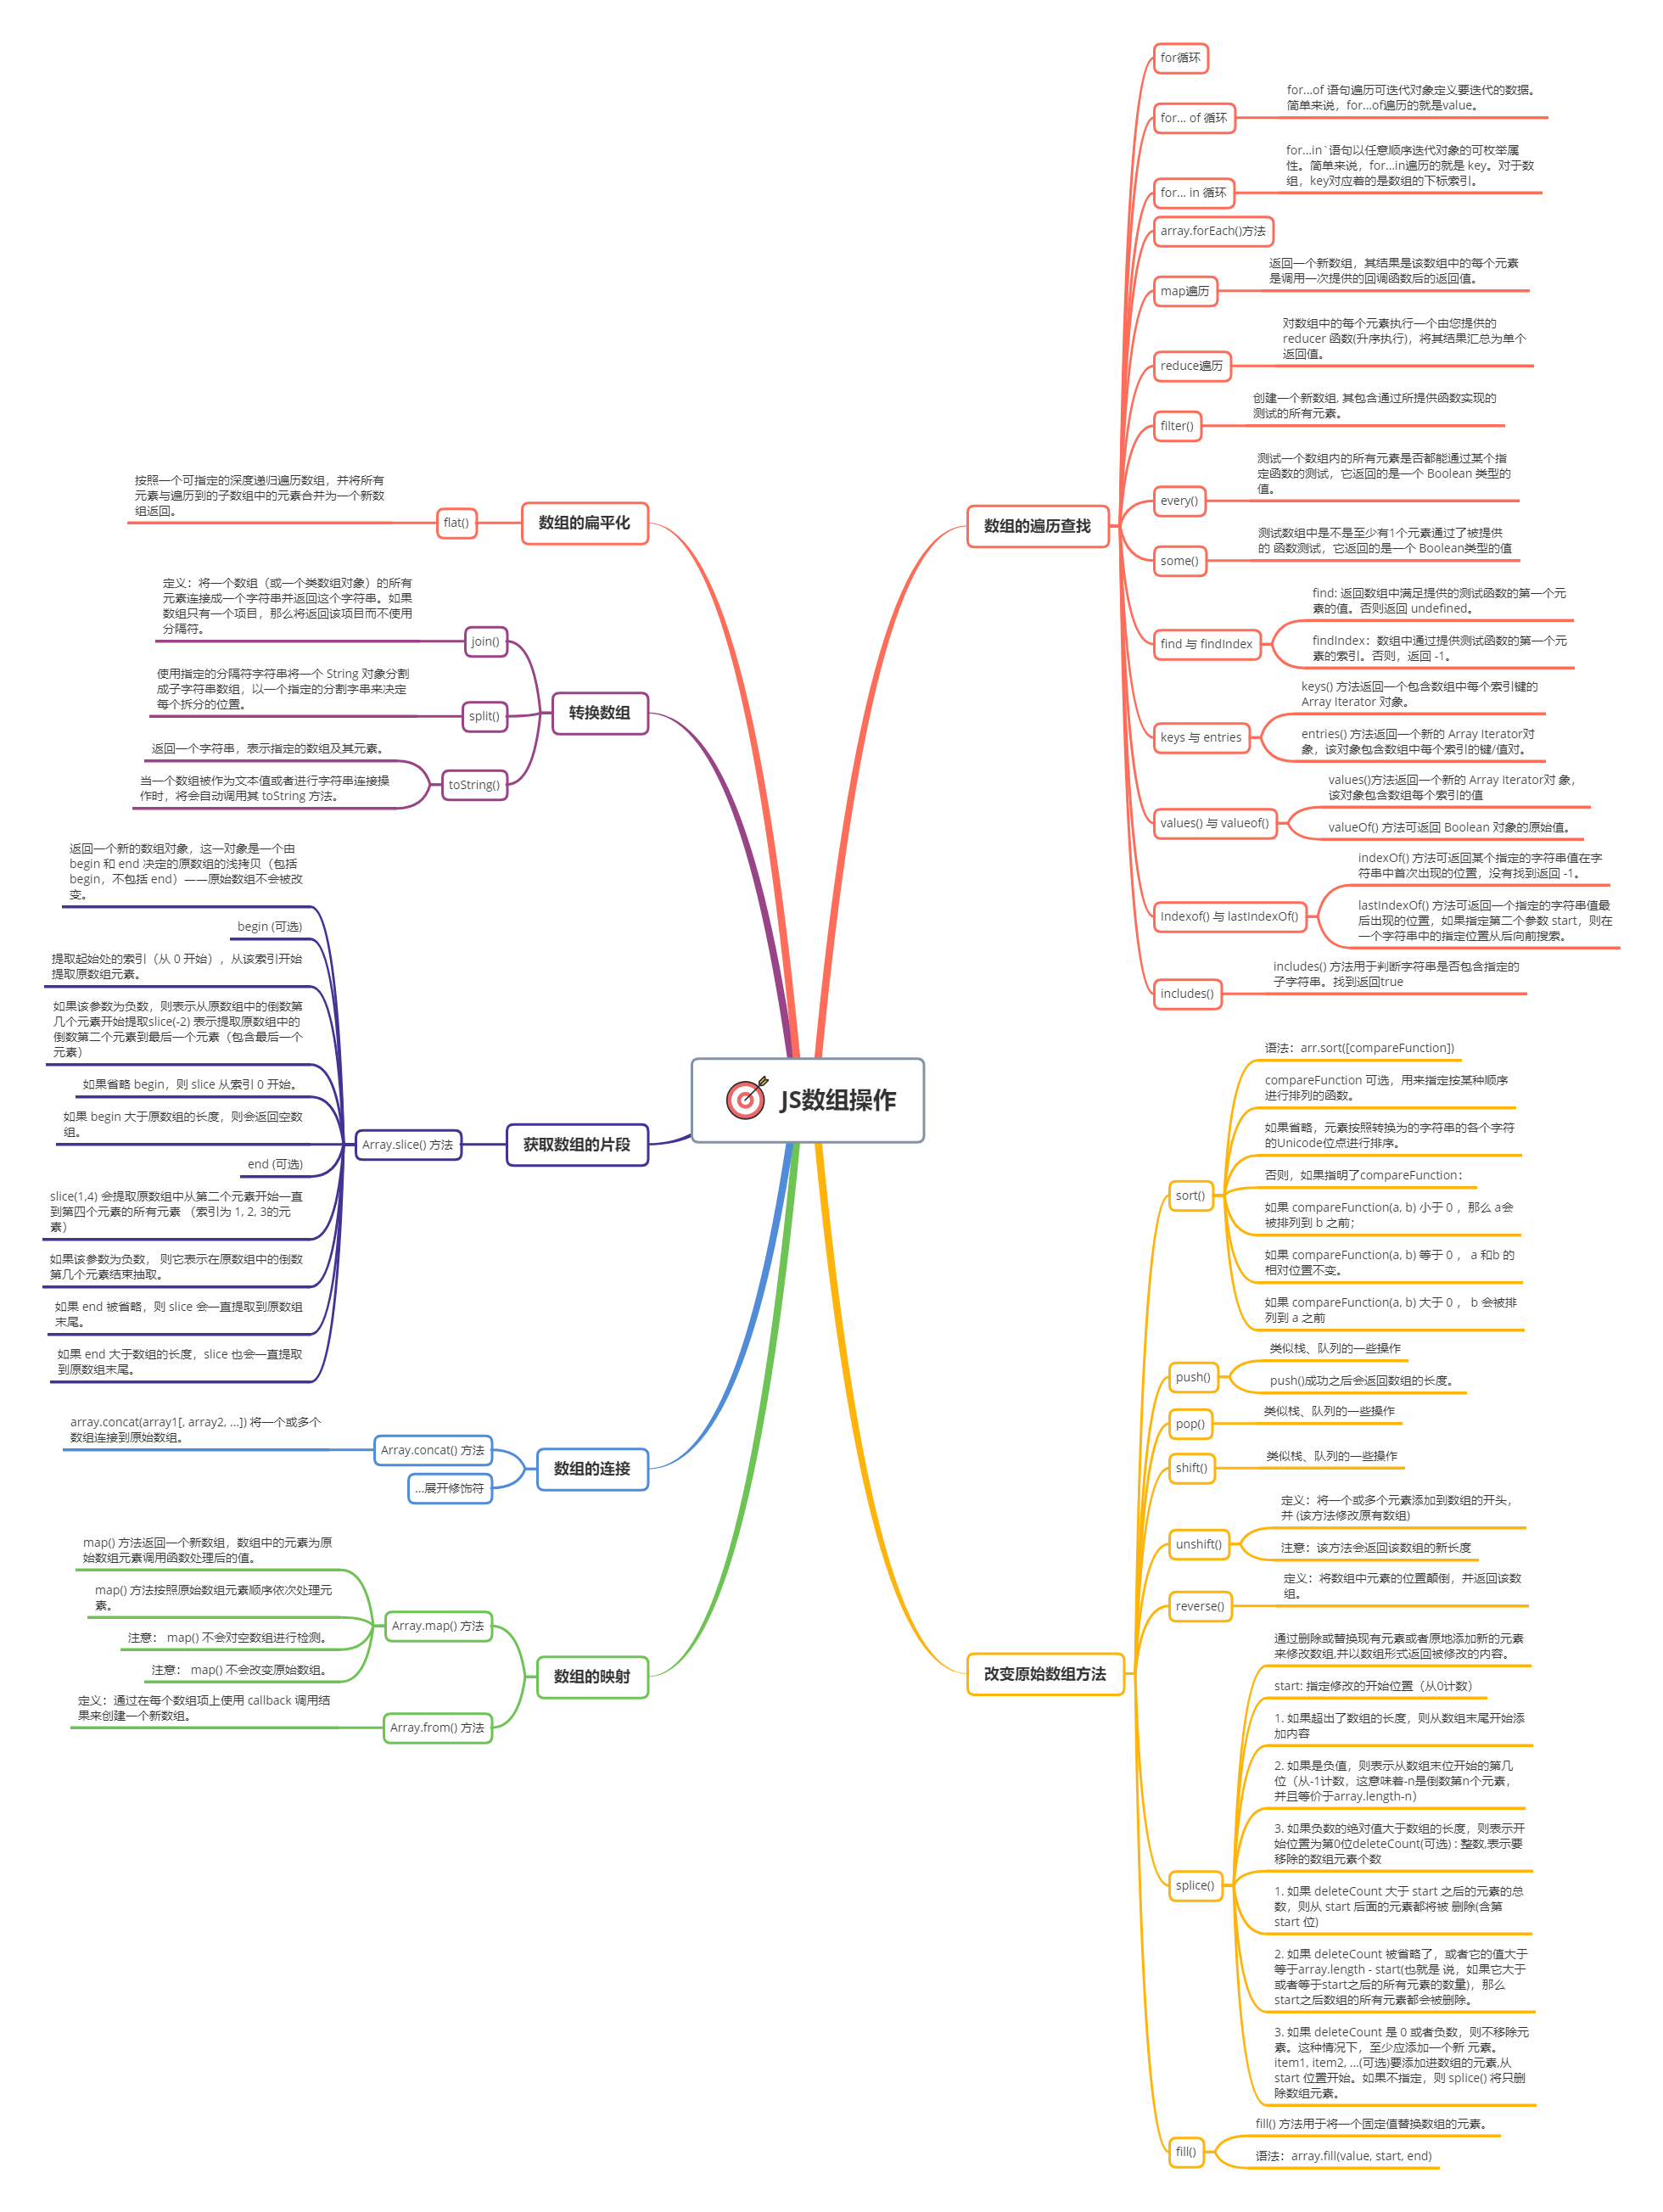 JS数组操作
数组的遍历查找
for循环
for... of 循环
for...of 语句遍历可迭代对象定义要迭代的数据。
简单来说，for...of遍历的就是value。
for... in 循环
for...in`语句以任意顺序迭代对象的可枚举属
性。简单来说，for...in遍历的就是 key。对于数
组，key对应着的是数组的下标索引。
array.forEach()方法
map遍历
返回一个新数组，其结果是该数组中的每个元素
是调用一次提供的回调函数后的返回值。
reduce遍历
对数组中的每个元素执行一个由您提供的
reducer 函数(升序执行)，将其结果汇总为单个
返回值。
filter()
创建一个新数组, 其包含通过所提供函数实现的
测试的所有元素。
every()
测试一个数组内的所有元素是否都能通过某个指
定函数的测试，它返回的是一个 Boolean 类型的
值。
some()
测试数组中是不是至少有1个元素通过了被提供
的 函数测试，它返回的是一个 Boolean类型的值
find 与 findIndex
find: 返回数组中满足提供的测试函数的第一个元
素的值。否则返回 undefined。
findIndex：数组中通过提供测试函数的第一个元
素的索引。否则，返回 -1。
keys 与 entries
keys() 方法返回一个包含数组中每个索引键的
Array Iterator 对象。
entries() 方法返回一个新的 Array Iterator对
象，该对象包含数组中每个索引的键/值对。
values() 与 valueof()
values()方法返回一个新的 Array Iterator对 象，
该对象包含数组每个索引的值
valueOf() 方法可返回 Boolean 对象的原始值。
Indexof() 与 lastIndexOf()
indexOf() 方法可返回某个指定的字符串值在字
符串中首次出现的位置，没有找到返回 -1。
lastIndexOf() 方法可返回一个指定的字符串值最
后出现的位置，如果指定第二个参数 start，则在
一个字符串中的指定位置从后向前搜索。
includes()
includes() 方法用于判断字符串是否包含指定的
子字符串。找到返回true
改变原始数组方法
sort()
语法：arr.sort([compareFunction])
compareFunction 可选，用来指定按某种顺序
进行排列的函数。
如果省略，元素按照转换为的字符串的各个字符
的Unicode位点进行排序。
否则，如果指明了compareFunction：
如果 compareFunction(a, b) 小于 0 ，那么 a会
被排列到 b 之前；
如果 compareFunction(a, b) 等于 0 ， a 和b 的
相对位置不变。
如果 compareFunction(a, b) 大于 0 ， b 会被排
列到 a 之前
push()
类似栈、队列的一些操作
push()成功之后会返回数组的长度。
pop()
类似栈、队列的一些操作
shift()
类似栈、队列的一些操作
unshift()
定义：将一个或多个元素添加到数组的开头，
并 (该方法修改原有数组)
注意：该方法会返回该数组的新长度
reverse()
定义：将数组中元素的位置颠倒，并返回该数
组。
splice()
通过删除或替换现有元素或者原地添加新的元素
来修改数组,并以数组形式返回被修改的内容。
start: 指定修改的开始位置（从0计数）
1. 如果超出了数组的长度，则从数组末尾开始添
加内容
2. 如果是负值，则表示从数组末位开始的第几
位（从-1计数，这意味着-n是倒数第n个元素，
并且等价于array.length-n）
3. 如果负数的绝对值大于数组的长度，则表示开
始位置为第0位deleteCount(可选) : 整数,表示要
移除的数组元素个数
1. 如果 deleteCount 大于 start 之后的元素的总
数，则从 start 后面的元素都将被 删除(含第
start 位)
2. 如果 deleteCount 被省略了，或者它的值大于
等于array.length - start(也就是 说，如果它大于
或者等于start之后的所有元素的数量)，那么
start之后数组的所有元素都会被删除。
3. 如果 deleteCount 是 0 或者负数，则不移除元
素。这种情况下，至少应添加一个新 元素。
item1, item2, ...(可选)要添加进数组的元素,从
start 位置开始。如果不指定，则 splice() 将只删
除数组元素。
fill()
fill() 方法用于将一个固定值替换数组的元素。
语法：array.fill(value, start, end)
数组的扁平化
flat()
按照一个可指定的深度递归遍历数组，并将所有
元素与遍历到的子数组中的元素合并为一个新数
组返回。
转换数组
join()
定义：将一个数组（或一个类数组对象）的所有
元素连接成一个字符串并返回这个字符串。如果
数组只有一个项目，那么将返回该项目而不使用
分隔符。
split()
使用指定的分隔符字符串将一个 String 对象分割
成子字符串数组，以一个指定的分割字串来决定
每个拆分的位置。
toString()
返回一个字符串，表示指定的数组及其元素。
当一个数组被作为文本值或者进行字符串连接操
作时，将会自动调用其 toString 方法。
获取数组的片段
Array.slice() 方法
返回一个新的数组对象，这一对象是一个由
begin 和 end 决定的原数组的浅拷贝（包括
begin，不包括 end）——原始数组不会被改
变。
begin (可选)
提取起始处的索引（从 0 开始），从该索引开始
提取原数组元素。
如果该参数为负数，则表示从原数组中的倒数第
几个元素开始提取slice(-2) 表示提取原数组中的
倒数第二个元素到最后一个元素（包含最后一个
元素）
如果省略 begin，则 slice 从索引 0 开始。
如果 begin 大于原数组的长度，则会返回空数
组。
end (可选)
slice(1,4) 会提取原数组中从第二个元素开始一直
到第四个元素的所有元素 （索引为 1, 2, 3的元
素）
如果该参数为负数， 则它表示在原数组中的倒数
第几个元素结束抽取。
如果 end 被省略，则 slice 会一直提取到原数组
末尾。
如果 end 大于数组的长度，slice 也会一直提取
到原数组末尾。
数组的连接
Array.concat() 方法
array.concat(array1[, array2, ...]) 将一个或多个
数组连接到原始数组。
...展开修饰符
数组的映射
Array.map() 方法
map() 方法返回一个新数组，数组中的元素为原
始数组元素调用函数处理后的值。
map() 方法按照原始数组元素顺序依次处理元
素。
注意： map() 不会对空数组进行检测。
注意： map() 不会改变原始数组。
Array.from() 方法
定义：通过在每个数组项上使用 callback 调用结
果来创建一个新数组。